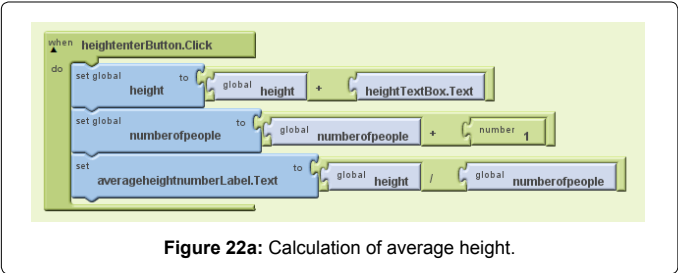 when heightenterButton.Click
do
set global height to global height + heightTextBox.Text
set global numberofpeople to global numberofpeople + number 1
set averageheightnumberLabel.Text to global height / global numberofpeople
Figure 22a: Calculation of average height.